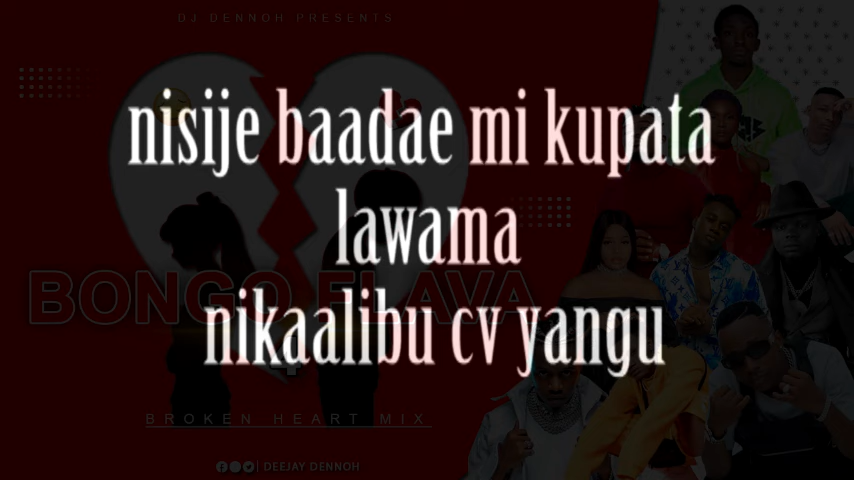 DJ DENNOH PRESENTS
nisije baadae mi kupata
lawama
BONGO FLAVA
nikaalibu cv yangu
BROKEN HEART MIX
DEEJAY DENNOH